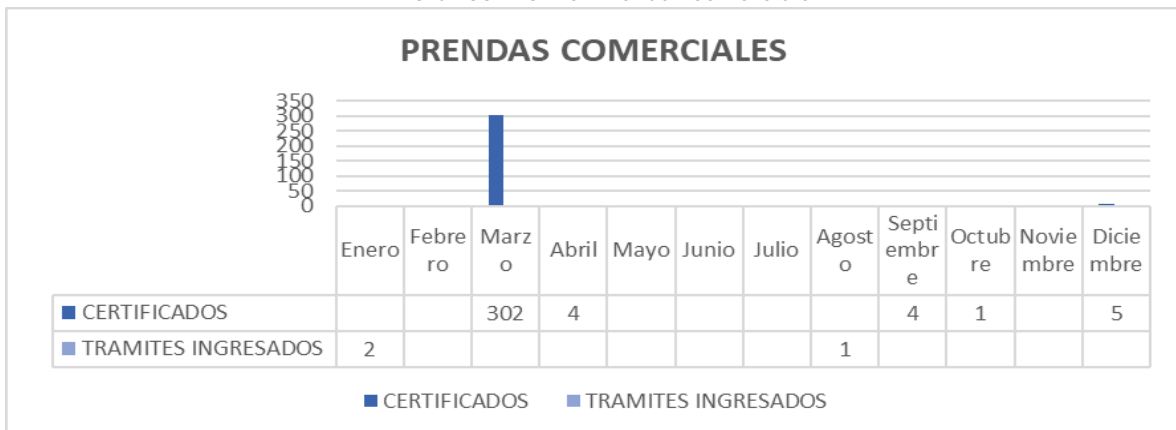 PRENDAS COMERCIALES
350
300
250
200
150
100
50
0
Enero Febre ro Marz o Abril Mayo Junio Julio Agost o Septi embr e Octub re Novie mbre Dicie mbre
CERTIFICADOS 302 4 4 1 5
TRAMITES INGRESADOS 2 1
CERTIFICADOS TRAMITES INGRESADOS